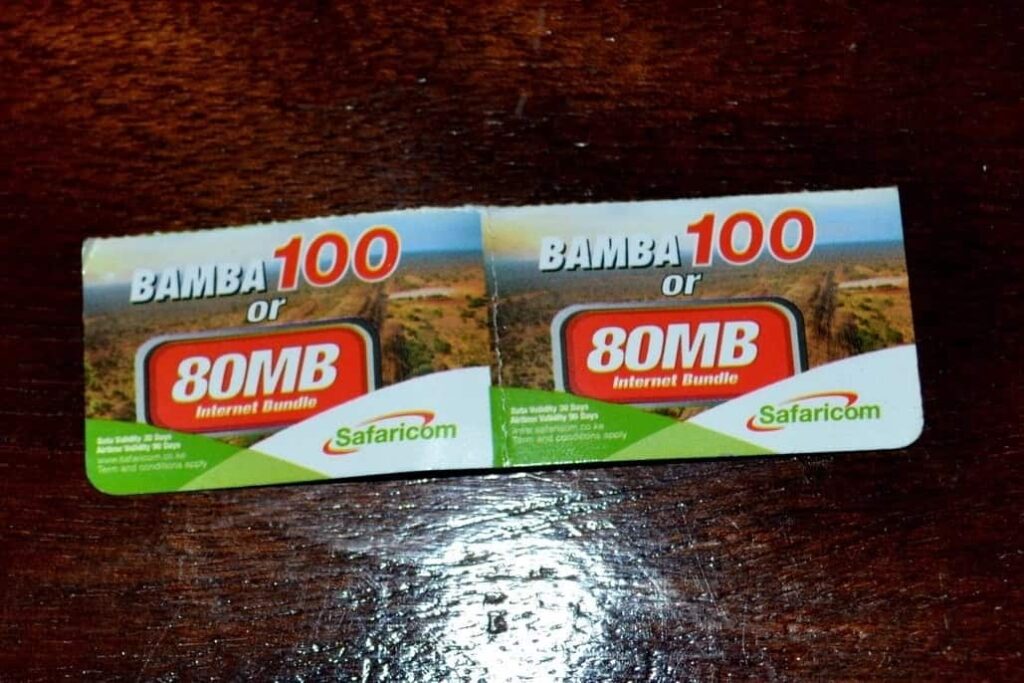 BAMBA 100
or
80MB
Internet Bundle
Data Validity 30 Days
Airtime Validity 90 Days
www.safaricom.co.ke
Term and conditions apply
Safaricom
BAMBA 100
or
80MB
Internet Bundle
Data Validity 30 Days
Airtime Validity 90 Days
www.safaricom.co.ke
Term and conditions apply
Safaricom